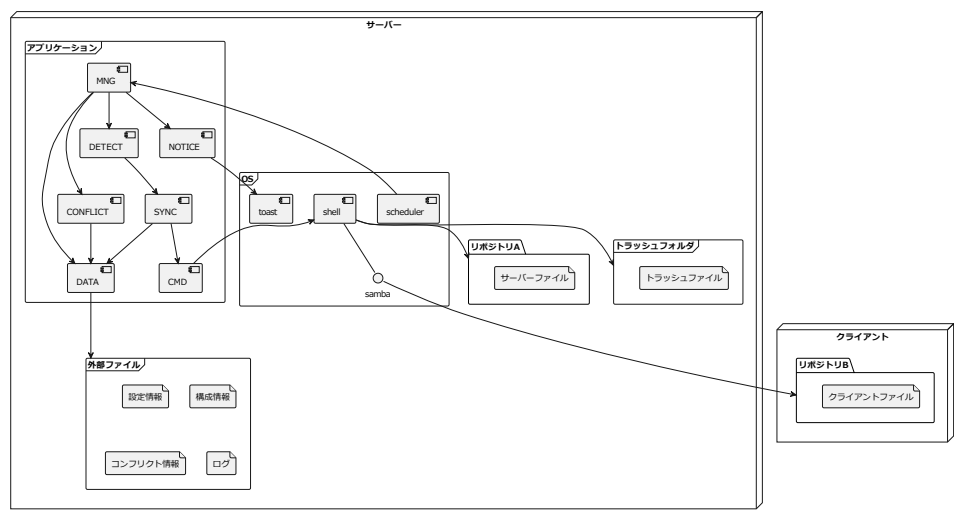 サーバー
アプリケーション
MNG
DETECT
NOTICE
CONFLICT
SYNC
DATA
CMD
OS
toast
shell
scheduler
samba
リポジトリA
サーバーファイル
トラッシュフォルダ
トラッシュファイル
外部ファイル
設定情報
構成情報
コンフリクト情報
ログ
クライアント
リポジトリB
クライアントファイル